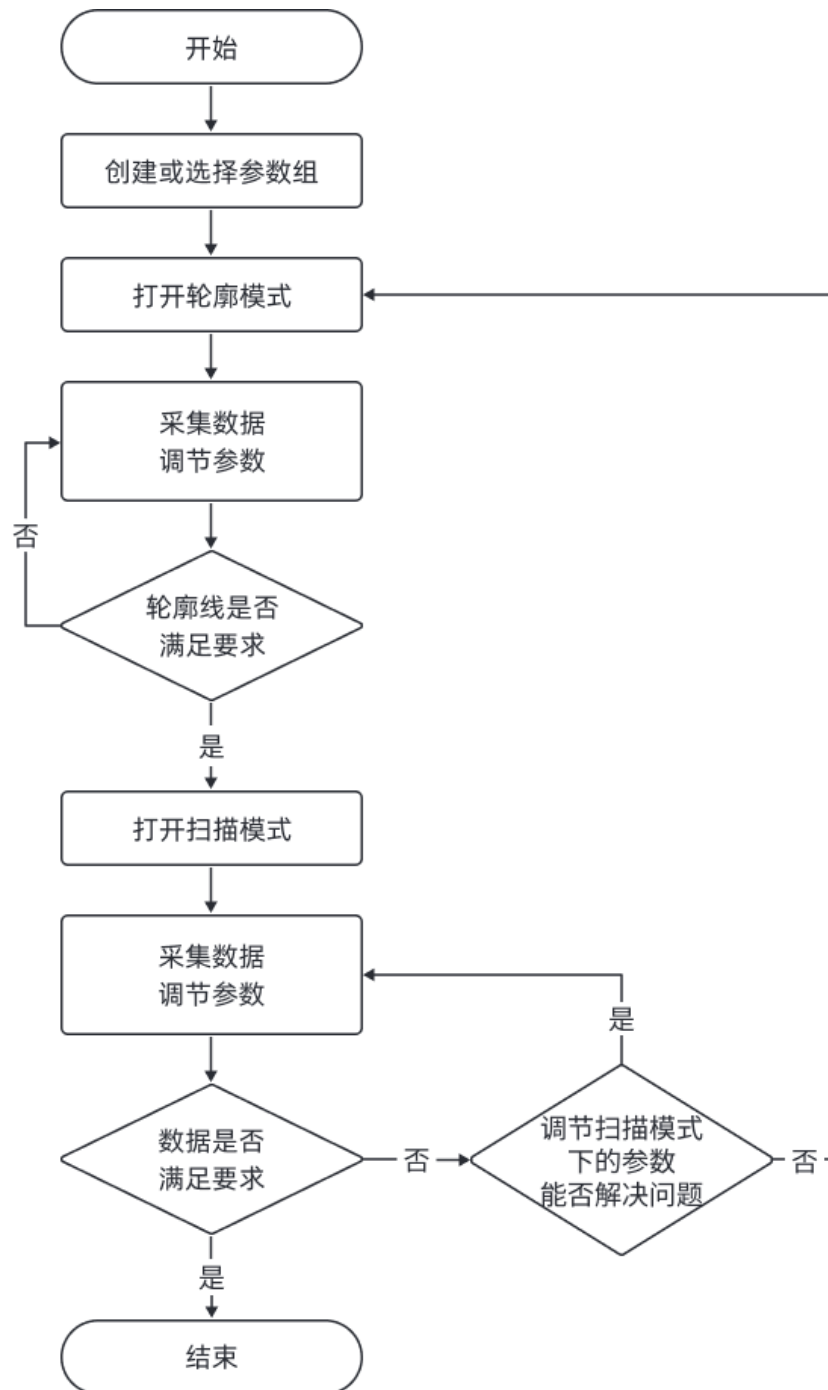 开始
创建或选择参数组
打开轮廓模式
采集数据
调节参数
否
轮廓线是否
满足要求
是
打开扫描模式
采集数据
调节参数
是
数据是否
满足要求
否
调节扫描模式
下的参数
能否解决问题
否
是
结束